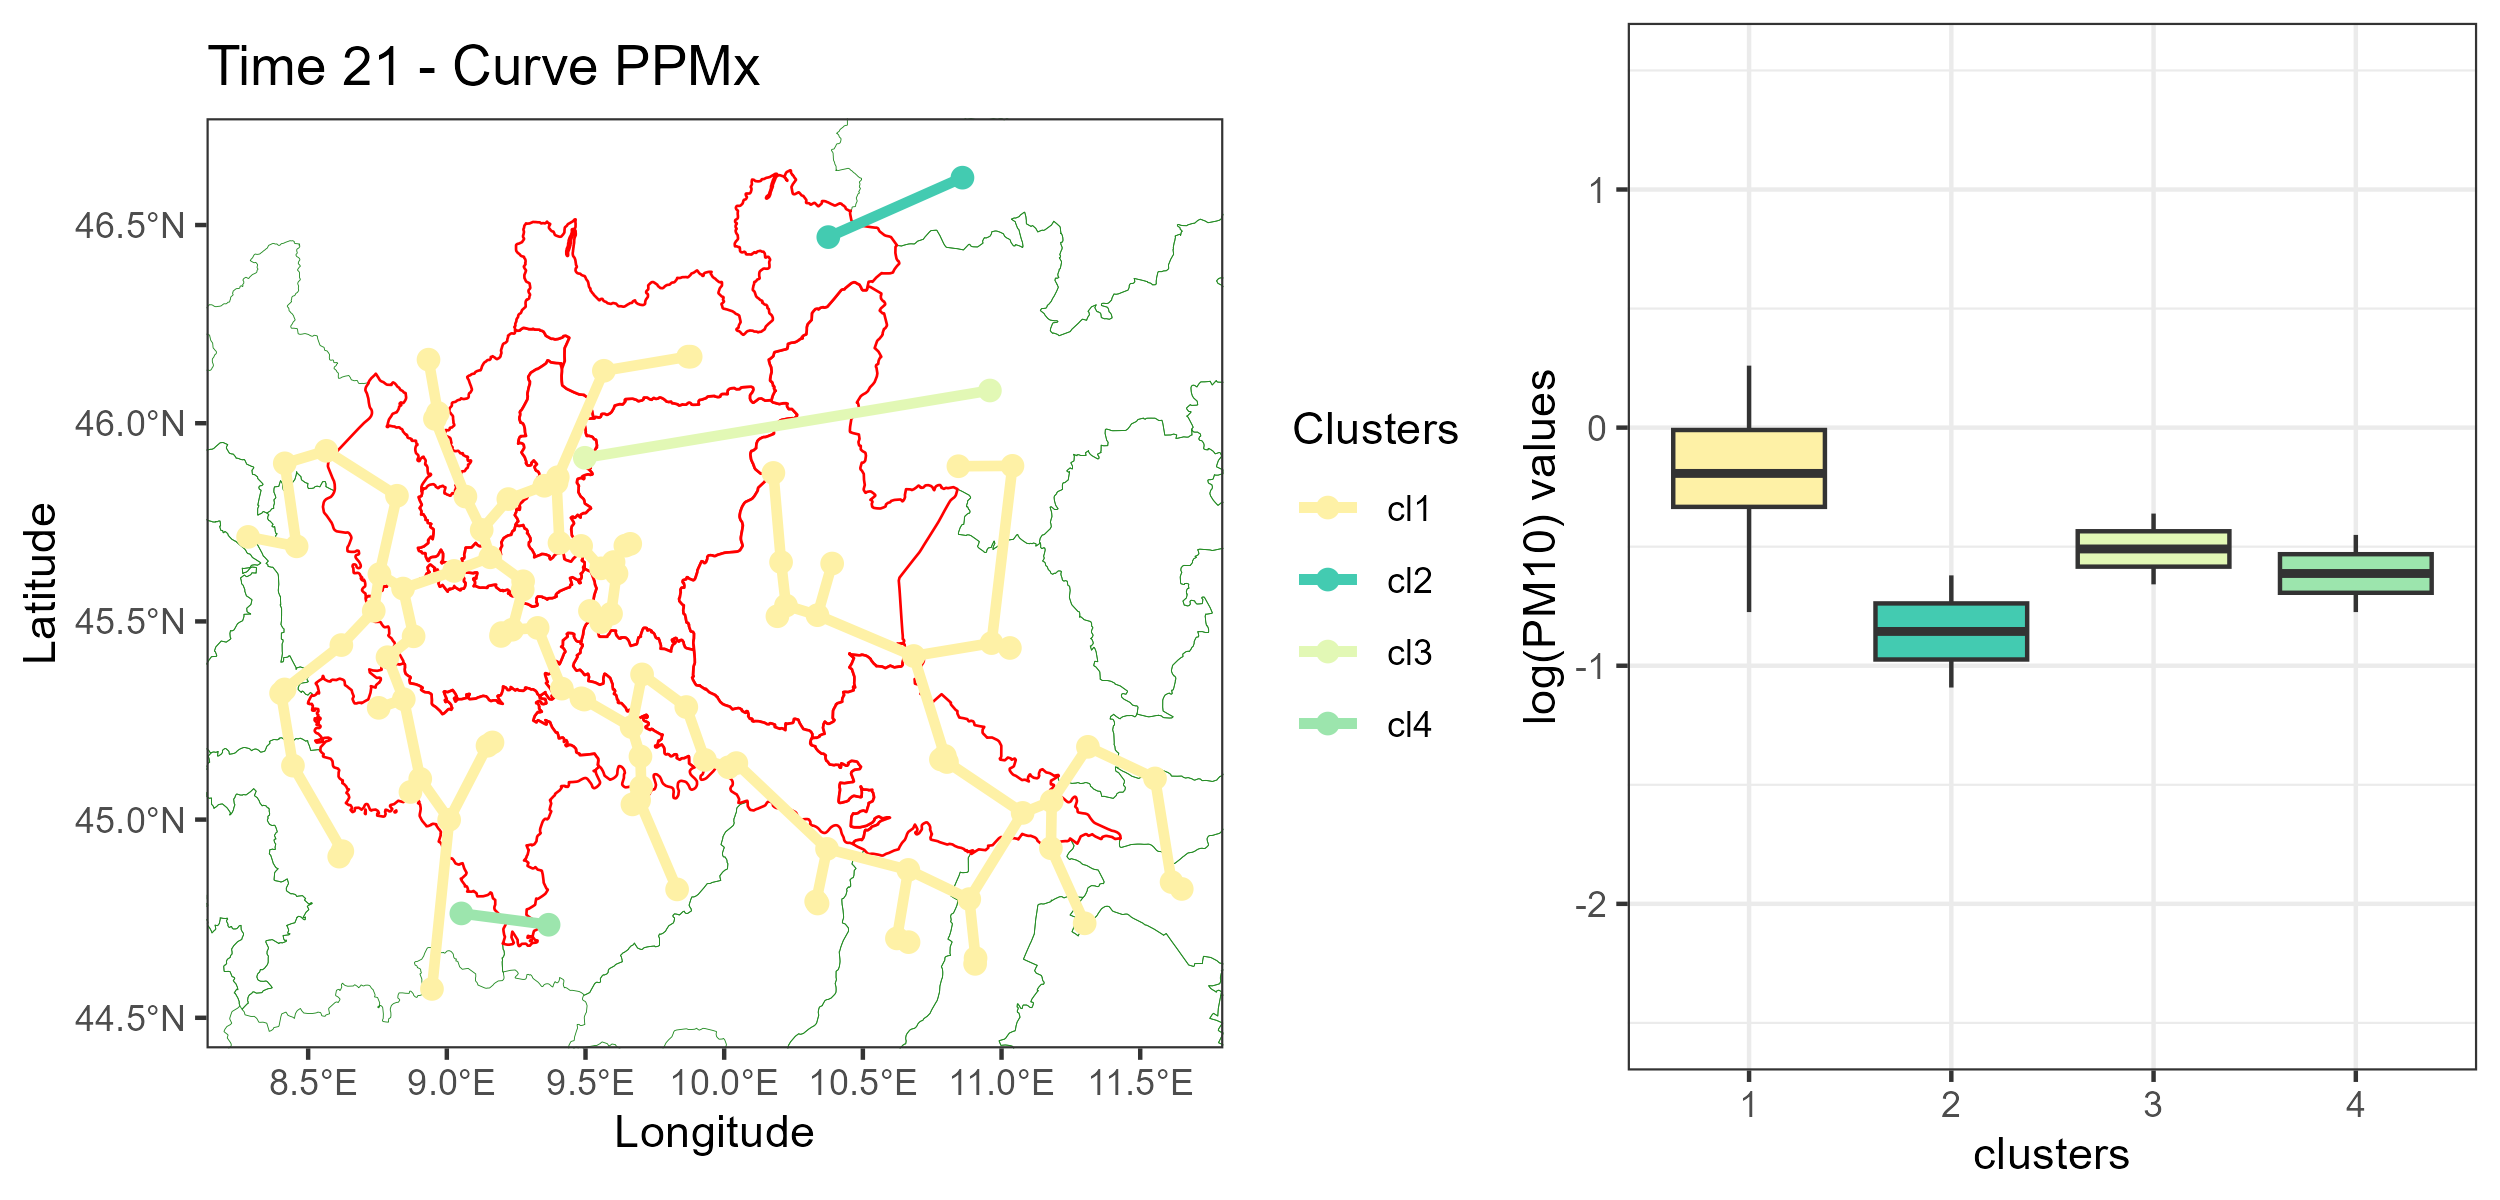 Time 21 - Curve PPMx
46.5°N
46.0°N
45.5°N
45.0°N
44.5°N
Latitude
8.5°E 9.0°E 9.5°E 10.0°E 10.5°E 11.0°E 11.5°E
Longitude
Clusters
cl1
cl2
cl3
cl4
log(PM10) values
1
0
-1
-2
1 2 3 4
clusters